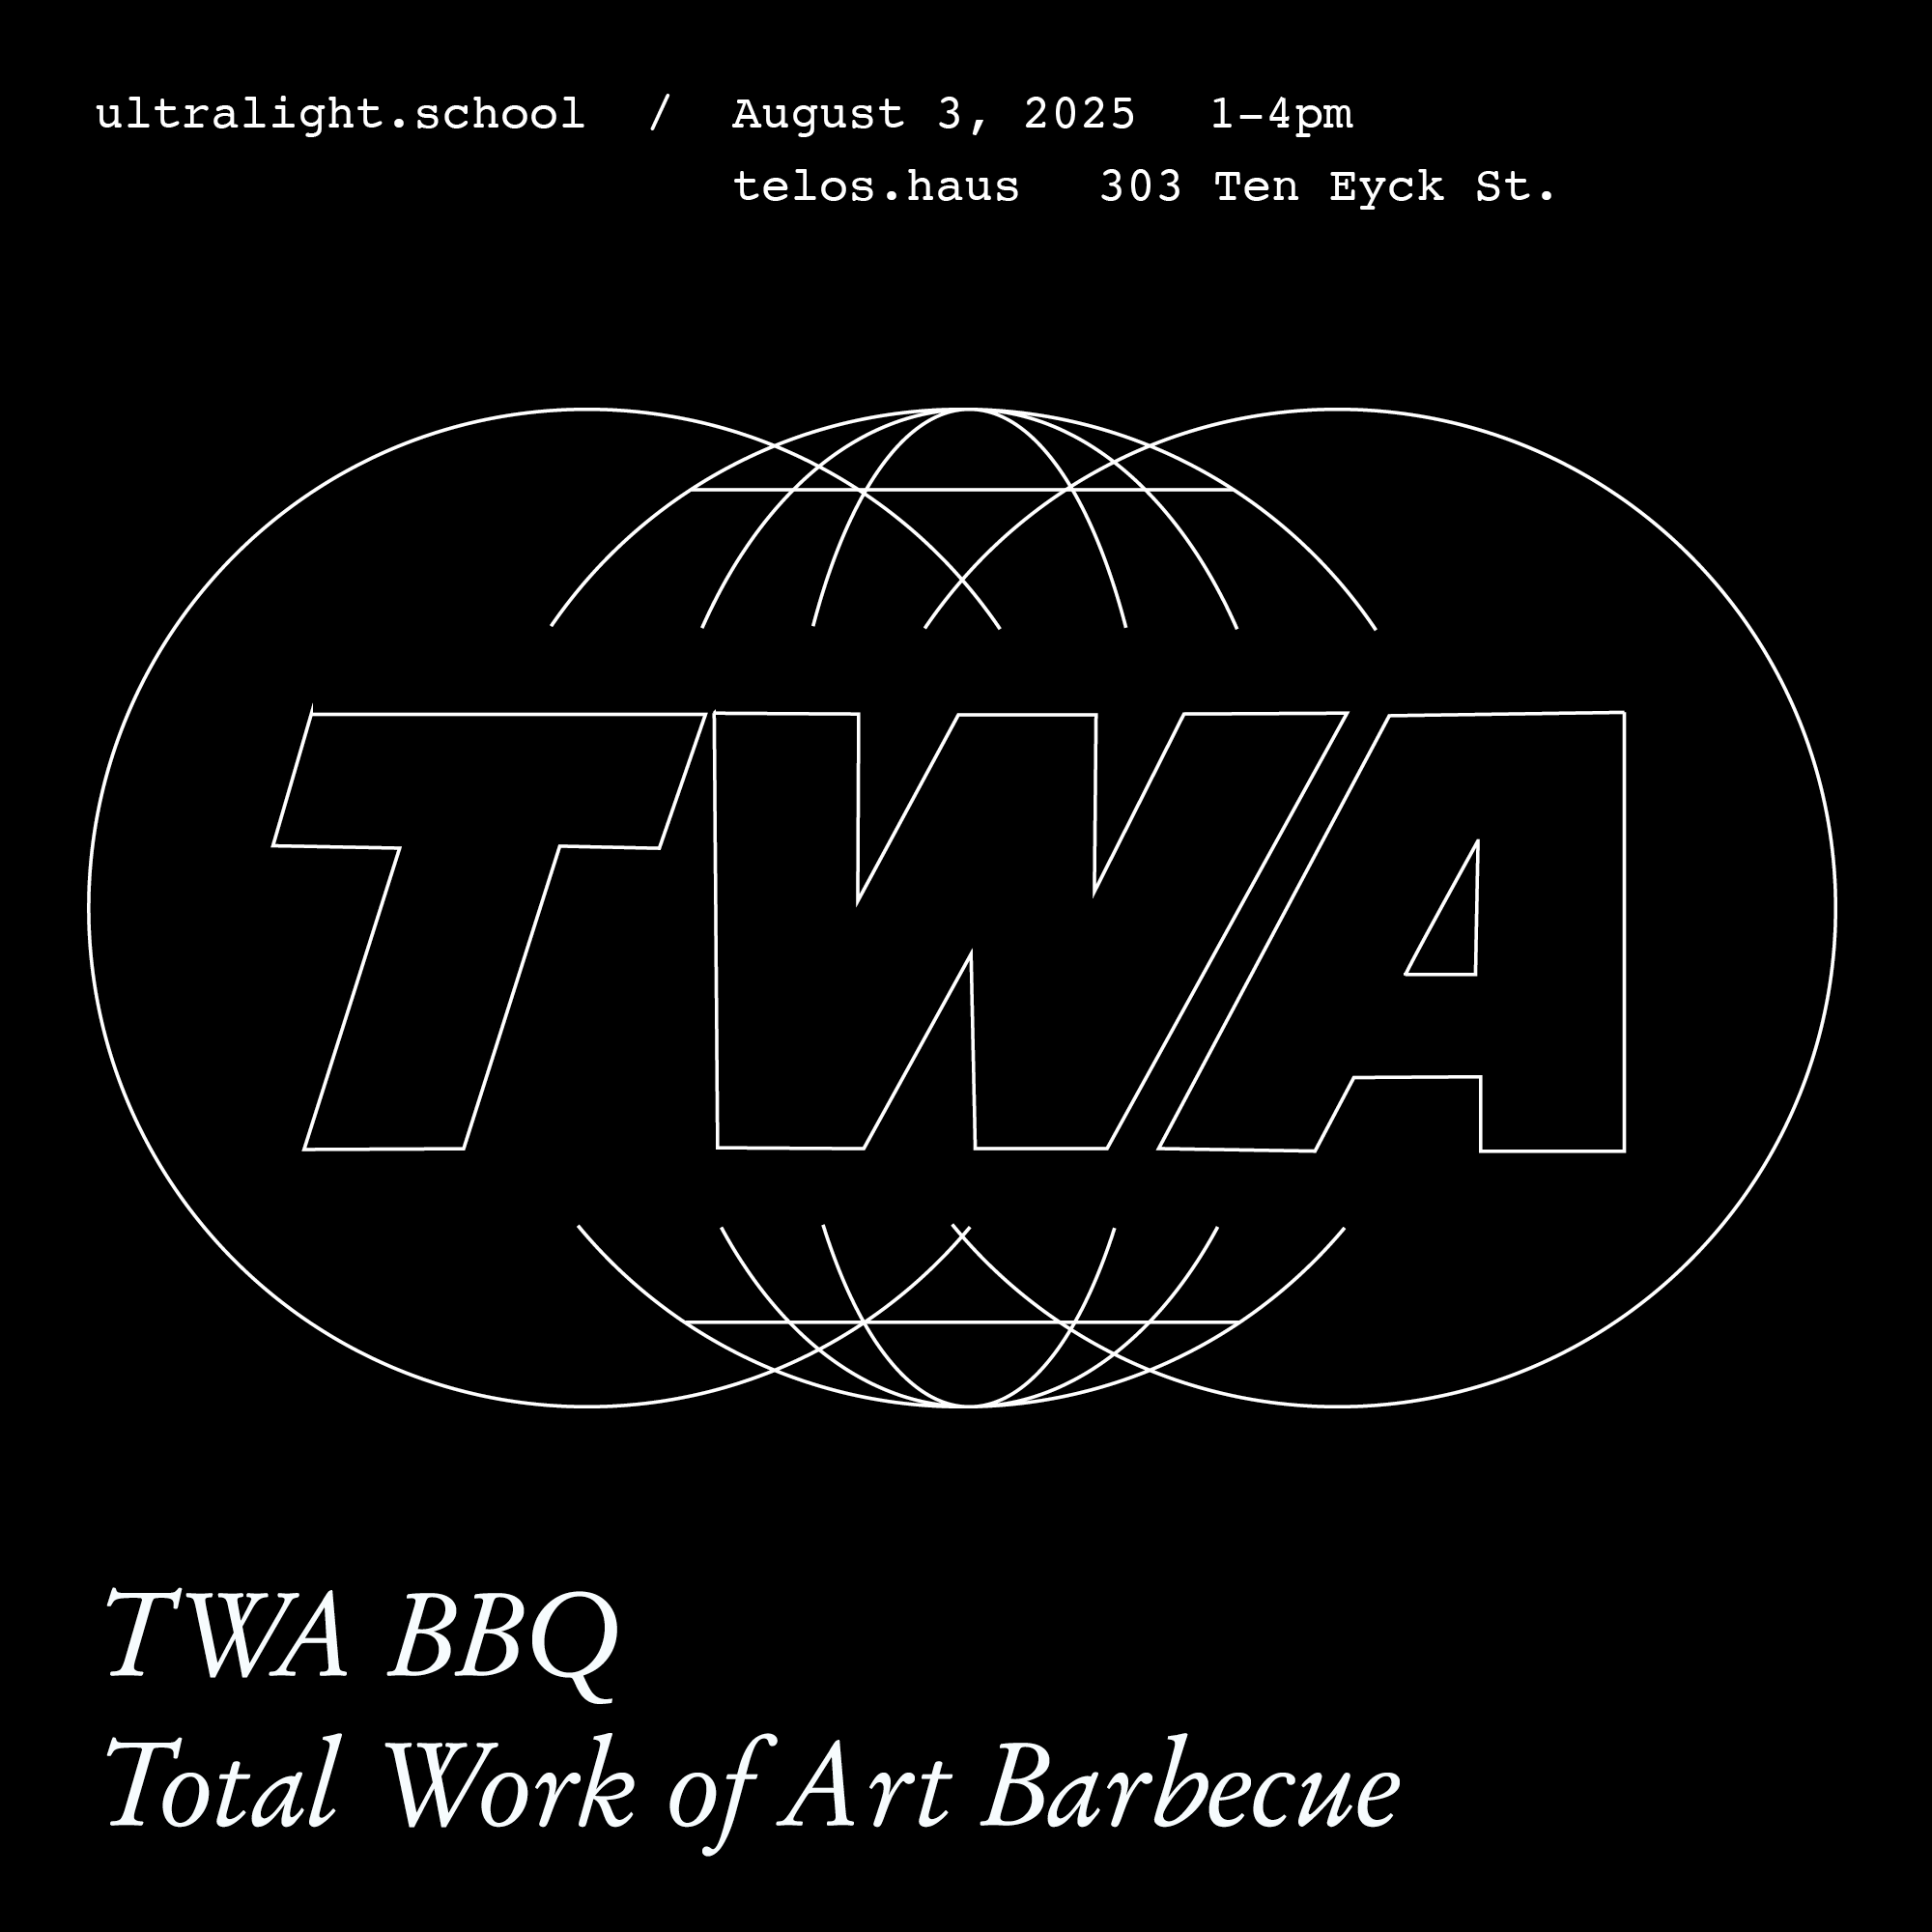 ultralight.school / August 3, 2025 1–4pm
telos.haus 303 Ten Eyck St.
TWA
TWA BBQ
Total Work of Art Barbecue